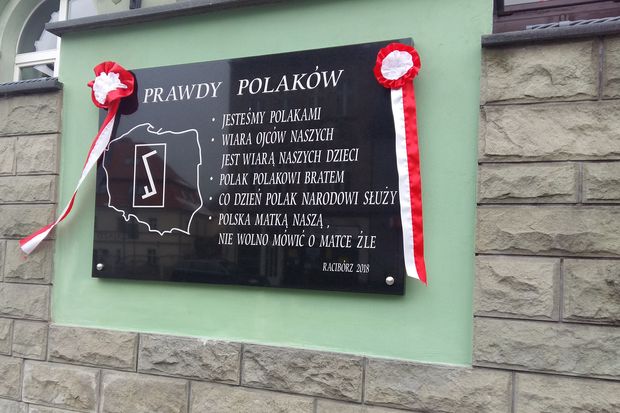 PRAWDY POLAKÓW
• JESTEŚMY POLAKAMI
• WIARA OJCÓW NASZYCH
JEST WIARĄ NASZYCH DZIECI
• POLAK POLAKOWI BRATEM
• CO DZIEŃ POLAK NARODOWI SŁUŻY
• POLSKA MATKĄ NASZĄ ,
NIE WOLNO MÓWIĆ O MATCE ŹLE
RACIBÓRZ 2018